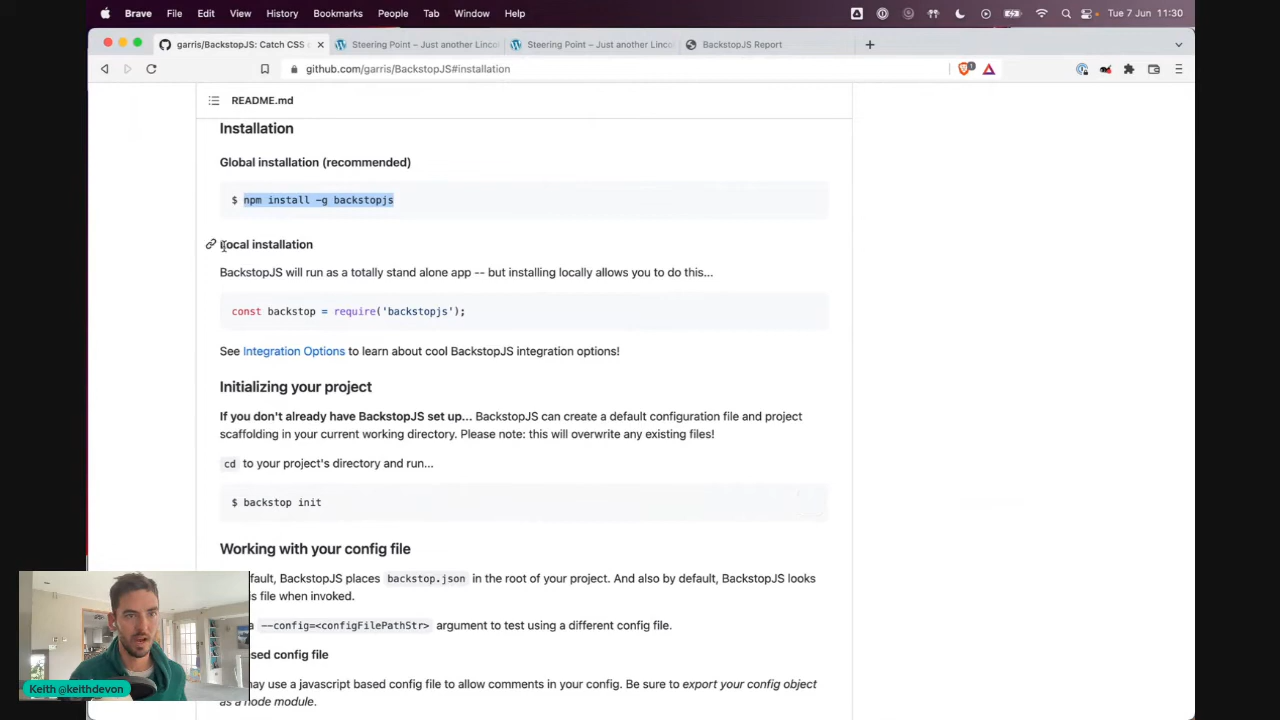 Brave File Edit View History Bookmarks People Tab Window Help Tue 7 Jun 11:30
garris/BackstopJS: Catch CSS Steering Point – Just another Linco Steering Point – Just another Linco BackstopJS Report
github.com/garris/BackstopJS#installation
README.md
Installation
Global installation (recommended)
$ npm install -g backstopjs
Local installation
BackstopJS will run as a totally stand alone app -- but installing locally allows you to do this...
const backstop = require('backstopjs');
See Integration Options to learn about cool BackstopJS integration options!
Initializing your project
If you don't already have BackstopJS set up... BackstopJS can create a default configuration file and project
scaffolding in your current working directory. Please note: this will overwrite any existing files!
cd to your project's directory and run...
$ backstop init
Working with your config file
fault, BackstopJS places backstop.json in the root of your project. And also by default, BackstopJS looks
s file when invoked.
--config=<configFilePathStr> argument to test using a different config file.
sed config file
may use a javascript based config file to allow comments in your config. Be sure to export your config object
as a node module.
Keith @keithdevon